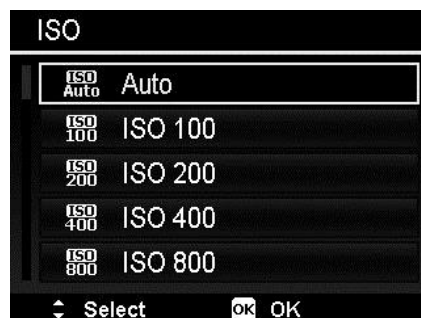 ISO
ISO Auto Auto
ISO 100 ISO 100
ISO 200 ISO 200
ISO 400 ISO 400
ISO 800 ISO 800
Select OK OK